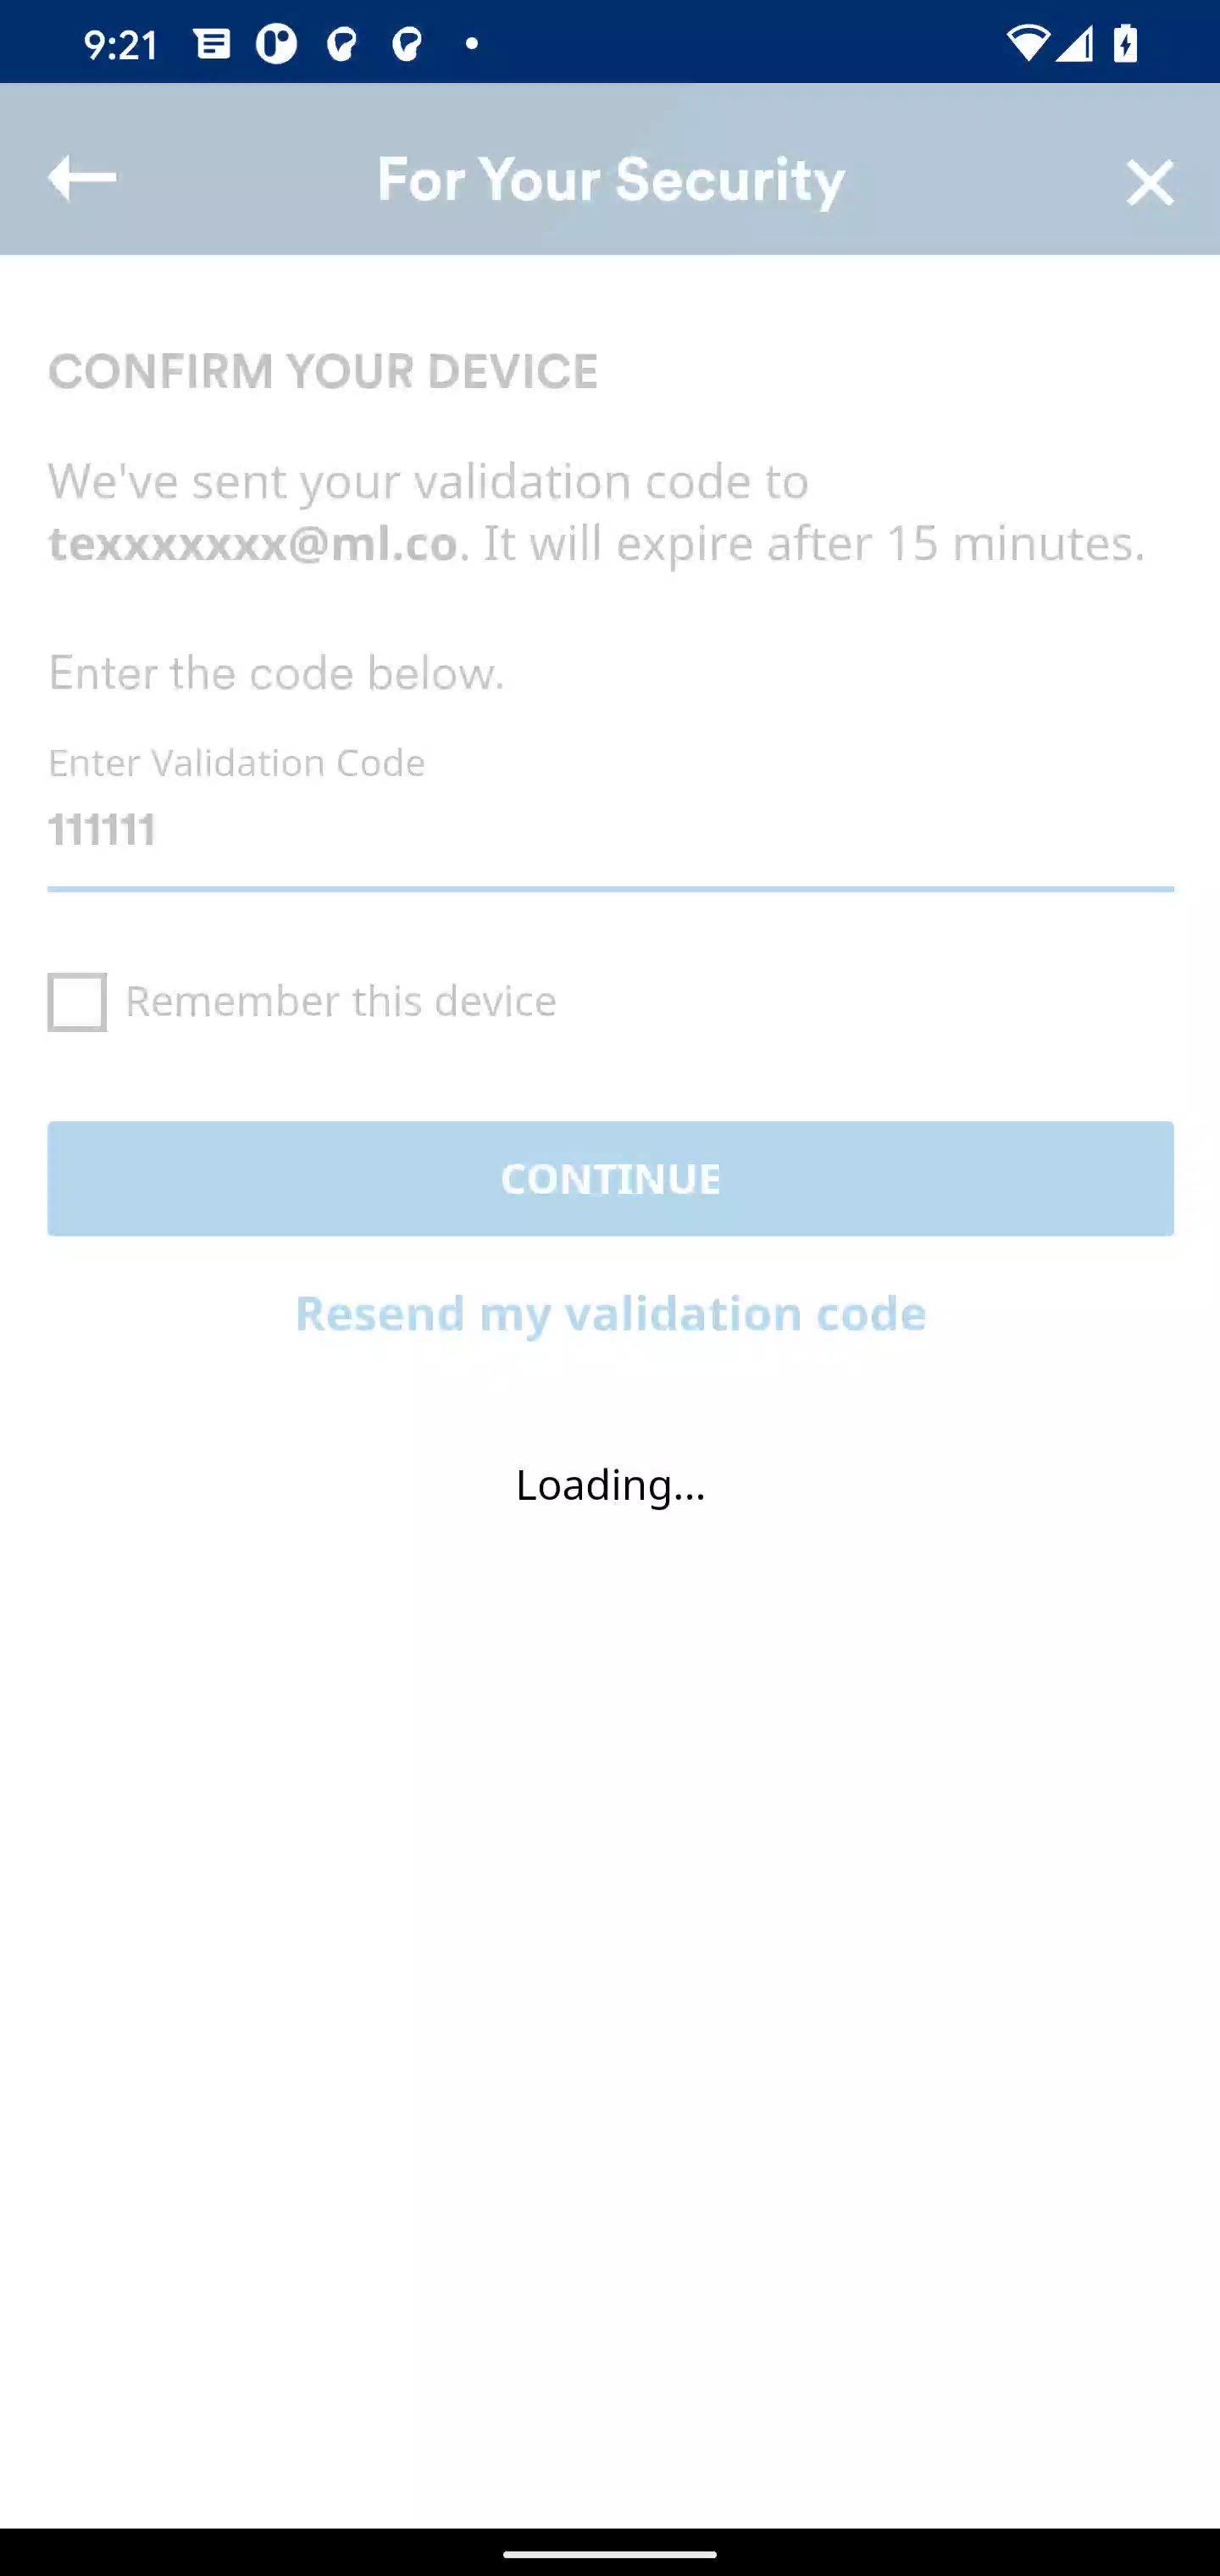 9:21
For Your Security
CONFIRM YOUR DEVICE
We've sent your validation code to
texxxxxxx@ml.co. It will expire after 15 minutes.
Enter the code below.
Enter Validation Code
111111
Remember this device
CONTINUE
Resend my validation code
Loading...